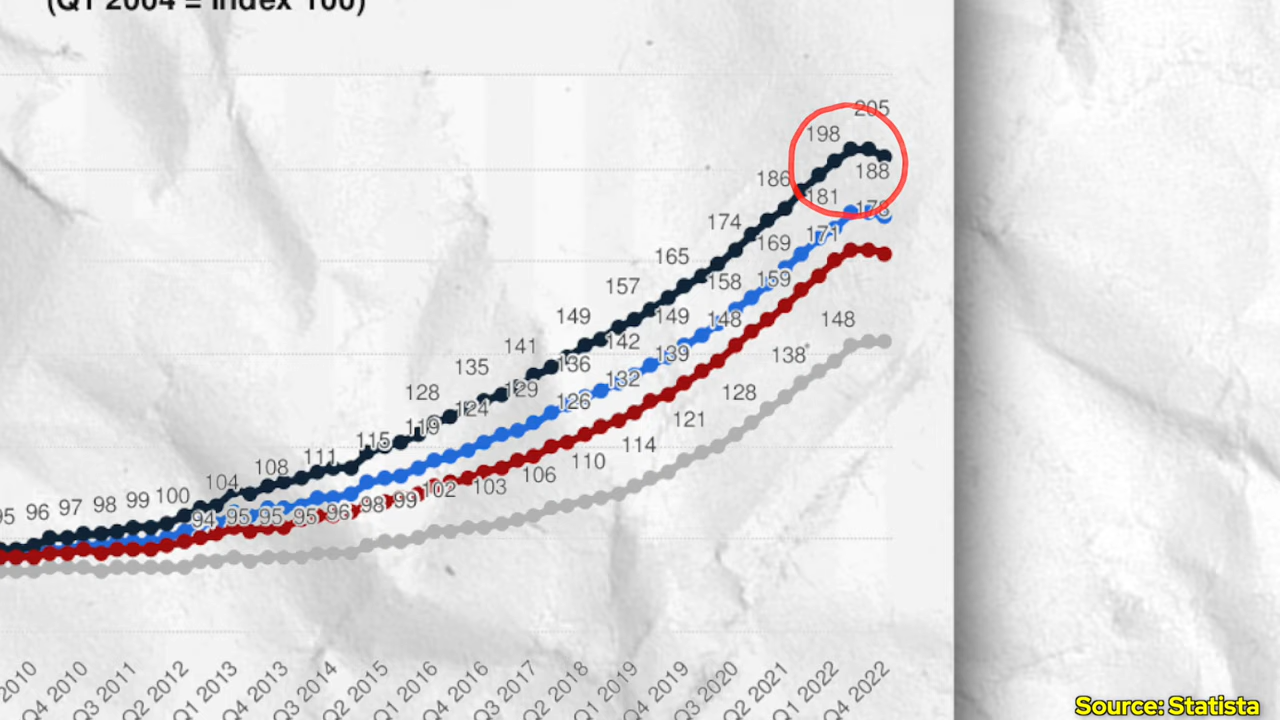 (Q1 2004 = Index 100)
205
198
188
186
181
178
174
171
169
165
159
158
157
149
149
148
148
142
141
139
138*
136
135
132
129
128
128
126
124
121
119
115
114
111
110
108
106
104
103
102
100
99
99
98
98
97
96
96
95
95
95
95
94
2010
Q4 2010
Q3 2011
Q2 2012
Q1 2013
Q4 2013
Q3 2014
Q2 2015
Q1 2016
Q4 2016
Q3 2017
Q2 2018
Q1 2019
Q4 2019
Q3 2020
Q2 2021
Q1 2022
Q4 2022
Source: Statista